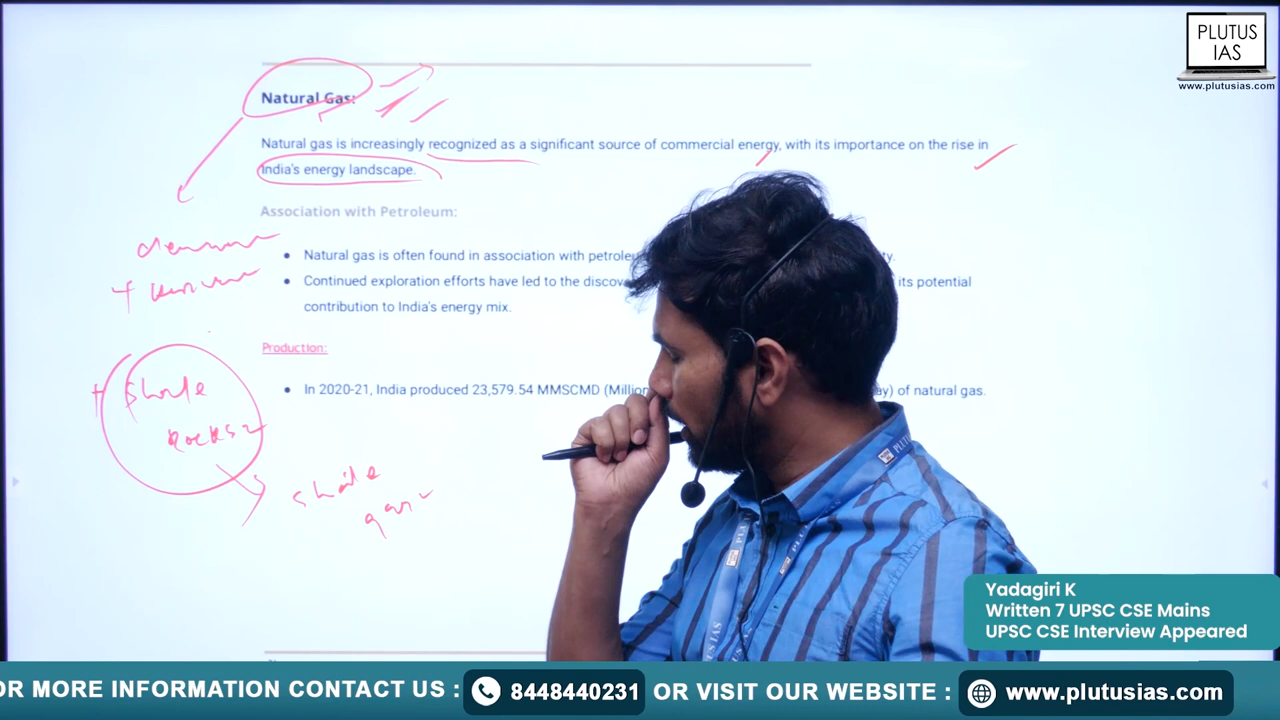 PLUTUS
IAS
www.plutusias.com
Natural Gas:
Natural gas is increasingly recognized as a significant source of commercial energy, with its importance on the rise in
India's energy landscape.
Association with Petroleum:
Natural gas is often found in association with
Continued exploration efforts have led to the its potential
contribution to India's energy mix.
Production:
In 2020-21, India produced 23,579.54 MMSCMD of natural gas.
+ Shale
Rocks
Shale
gas
Yadagiri K
Written 7 UPSC CSE Mains
UPSC CSE Interview Appeared
OR MORE INFORMATION CONTACT US : 8448440231 OR VISIT OUR WEBSITE : www.plutusias.com